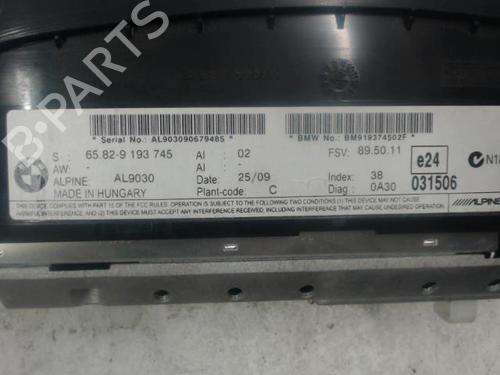 B-PARTS
" Serial No.: AL903090679485 "
" BMW No.: BM919374502F "
S : 65.82-9 193 745 AI : 02 FSV: 89.50.11 e24
AW: - AI : -
ALPINE: AL9030 Date : 25/09 Index: 38
MADE IN HUNGARY Plant-code: C Diag : 0A30 031506
THIS DEVICE COMPLIES WITH PART 15 OF THE FCC RULES. OPERATION IS SUBJECT TO THE FOLLOWING TWO CONDITIONS: (1) THIS DEVICE MAY NOT
CAUSE HARMFUL INTERFERENCE, AND (2) THIS DEVICE MUST ACCEPT ANY INTERFERENCE RECEIVED, INCLUDING INTERFERENCE THAT MAY CAUSE UNDESIRED OPERATION.
BMW
ALPINE